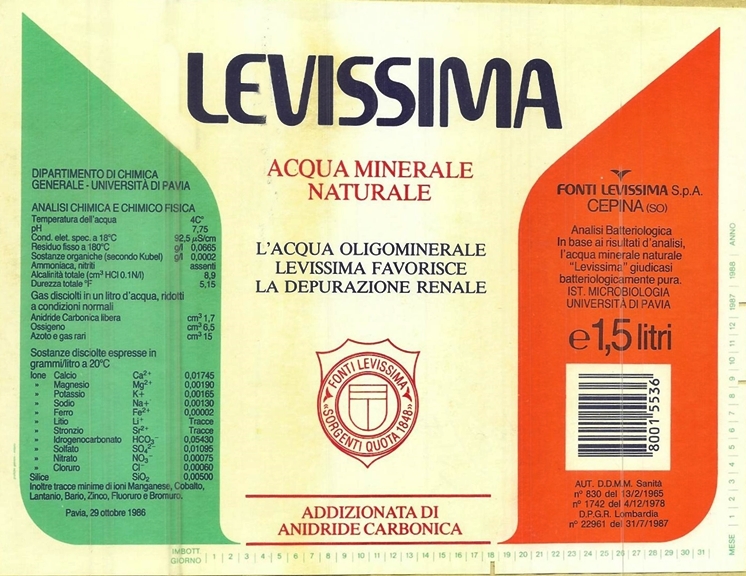 LEVISSIMA
ACQUA MINERALE
NATURALE
L'ACQUA OLIGOMINERALE
LEVISSIMA FAVORISCE
LA DEPURAZIONE RENALE
FONTI LEVISSIMA
«SORGENTI QUOTA 1848»
ADDIZIONATA DI
ANIDRIDE CARBONICA
DIPARTIMENTO DI CHIMICA
GENERALE - UNIVERSITÀ DI PAVIA
ANALISI CHIMICA E CHIMICO FISICA
Temperatura dell'acqua 4C°
pH 7,75
Cond. elet. spec. a 18°C 92,5 µS/cm
Residuo fisso a 180°C g/l 0,0665
Sostanze organiche (secondo Kubel) g/l 0,0002
Ammoniaca, nitriti assenti
Alcalinità totale (cm³ HCl 0.1N/l) 8,9
Durezza totale °F 5,15
Gas disciolti in un litro d'acqua, ridotti
a condizioni normali
Anidride Carbonica libera cm³ 1,7
Ossigeno cm³ 6,5
Azoto e gas rari cm³ 15
Sostanze disciolte espresse in
grammi/litro a 20°C
Ione Calcio Ca²⁺ 0,01745
» Magnesio Mg²⁺ 0,00190
» Potassio K+ 0,00165
» Sodio Na+ 0,00130
» Ferro Fe²⁺ 0,00002
» Litio Li⁺ Tracce
» Stronzio Sr²⁺ Tracce
» Idrogenocarbonato HCO₃⁻ 0,05430
» Solfato SO₄²⁻ 0,01095
» Nitrato NO₃⁻ 0,00075
» Cloruro Cl⁻ 0,00060
Silice SiO₂ 0,00500
Inoltre tracce minime di ioni Manganese, Cobalto,
Lantanio, Bario, Zinco, Fluoruro e Bromuro.
Pavia, 29 ottobre 1986
FONTI LEVISSIMA S.p.A.
CEPINA (SO)
Analisi Batteriologica
In base ai risultati d'analisi,
l'acqua minerale naturale
"Levissima" giudicasi
batteriologicamente pura.
IST. MICROBIOLOGIA
UNIVERSITÀ DI PAVIA
e 1,5 litri
8001 5536
AUT. D.D.M.M. Sanità
n° 830 del 13/2/1965
n° 1742 del 4/12/1978
D.P.G.R. Lombardia
n° 22961 del 31/7/1987
IMBOTT.
GIORNO | 1 | 2 | 3 | 4 | 5 | 6 | 7 | 8 | 9 | 10 | 11 | 12 | 13 | 14 | 15 | 16 | 17 | 18 | 19 | 20 | 21 | 22 | 23 | 24 | 25 | 26 | 27 | 28 | 29 | 30 | 31 |
MESE | 1 | 2 | 3 | 4 | 5 | 6 | 7 | 8 | 9 | 10 | 11 | 12 | 1987 | 1988 | ANNO